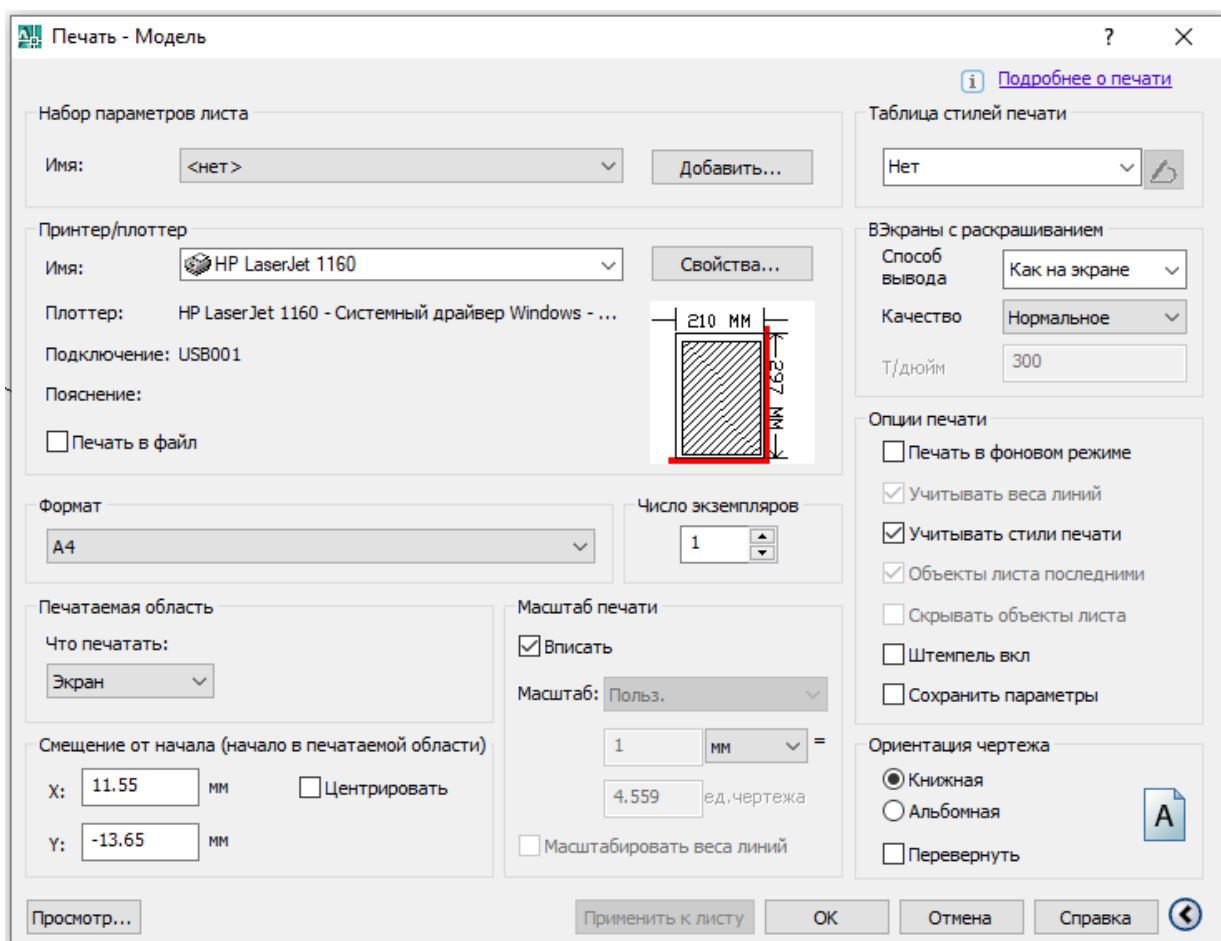 Печать - Модель
?
Подробнее о печати
Набор параметров листа
Имя:
<нет>
Добавить...
Таблица стилей печати
Нет
Принтер/плоттер
Имя:
HP LaserJet 1160
Свойства...
Плоттер:
HP LaserJet 1160 - Системный драйвер Windows - ...
Подключение: USB001
Пояснение:
Печать в файл
210 MM
297 MM
ВЭкраны с раскрашиванием
Способ
вывода
Как на экране
Качество
Нормальное
Т/дюйм
300
Формат
A4
Число экземпляров
1
Опции печати
Печать в фоновом режиме
Учитывать веса линий
Учитывать стили печати
Объекты листа последними
Скрывать объекты листа
Штемпель вкл
Сохранить параметры
Печатаемая область
Что печатать:
Экран
Масштаб печати
Вписать
Масштаб:
Польз.
1
мм
=
4.559
ед.чертежа
Масштабировать веса линий
Смещение от начала (начало в печатаемой области)
X:
11.55
мм
Центрировать
Y:
-13.65
мм
Ориентация чертежа
Книжная
Альбомная
Перевернуть
A
Просмотр...
Применить к листу
ОК
Отмена
Справка